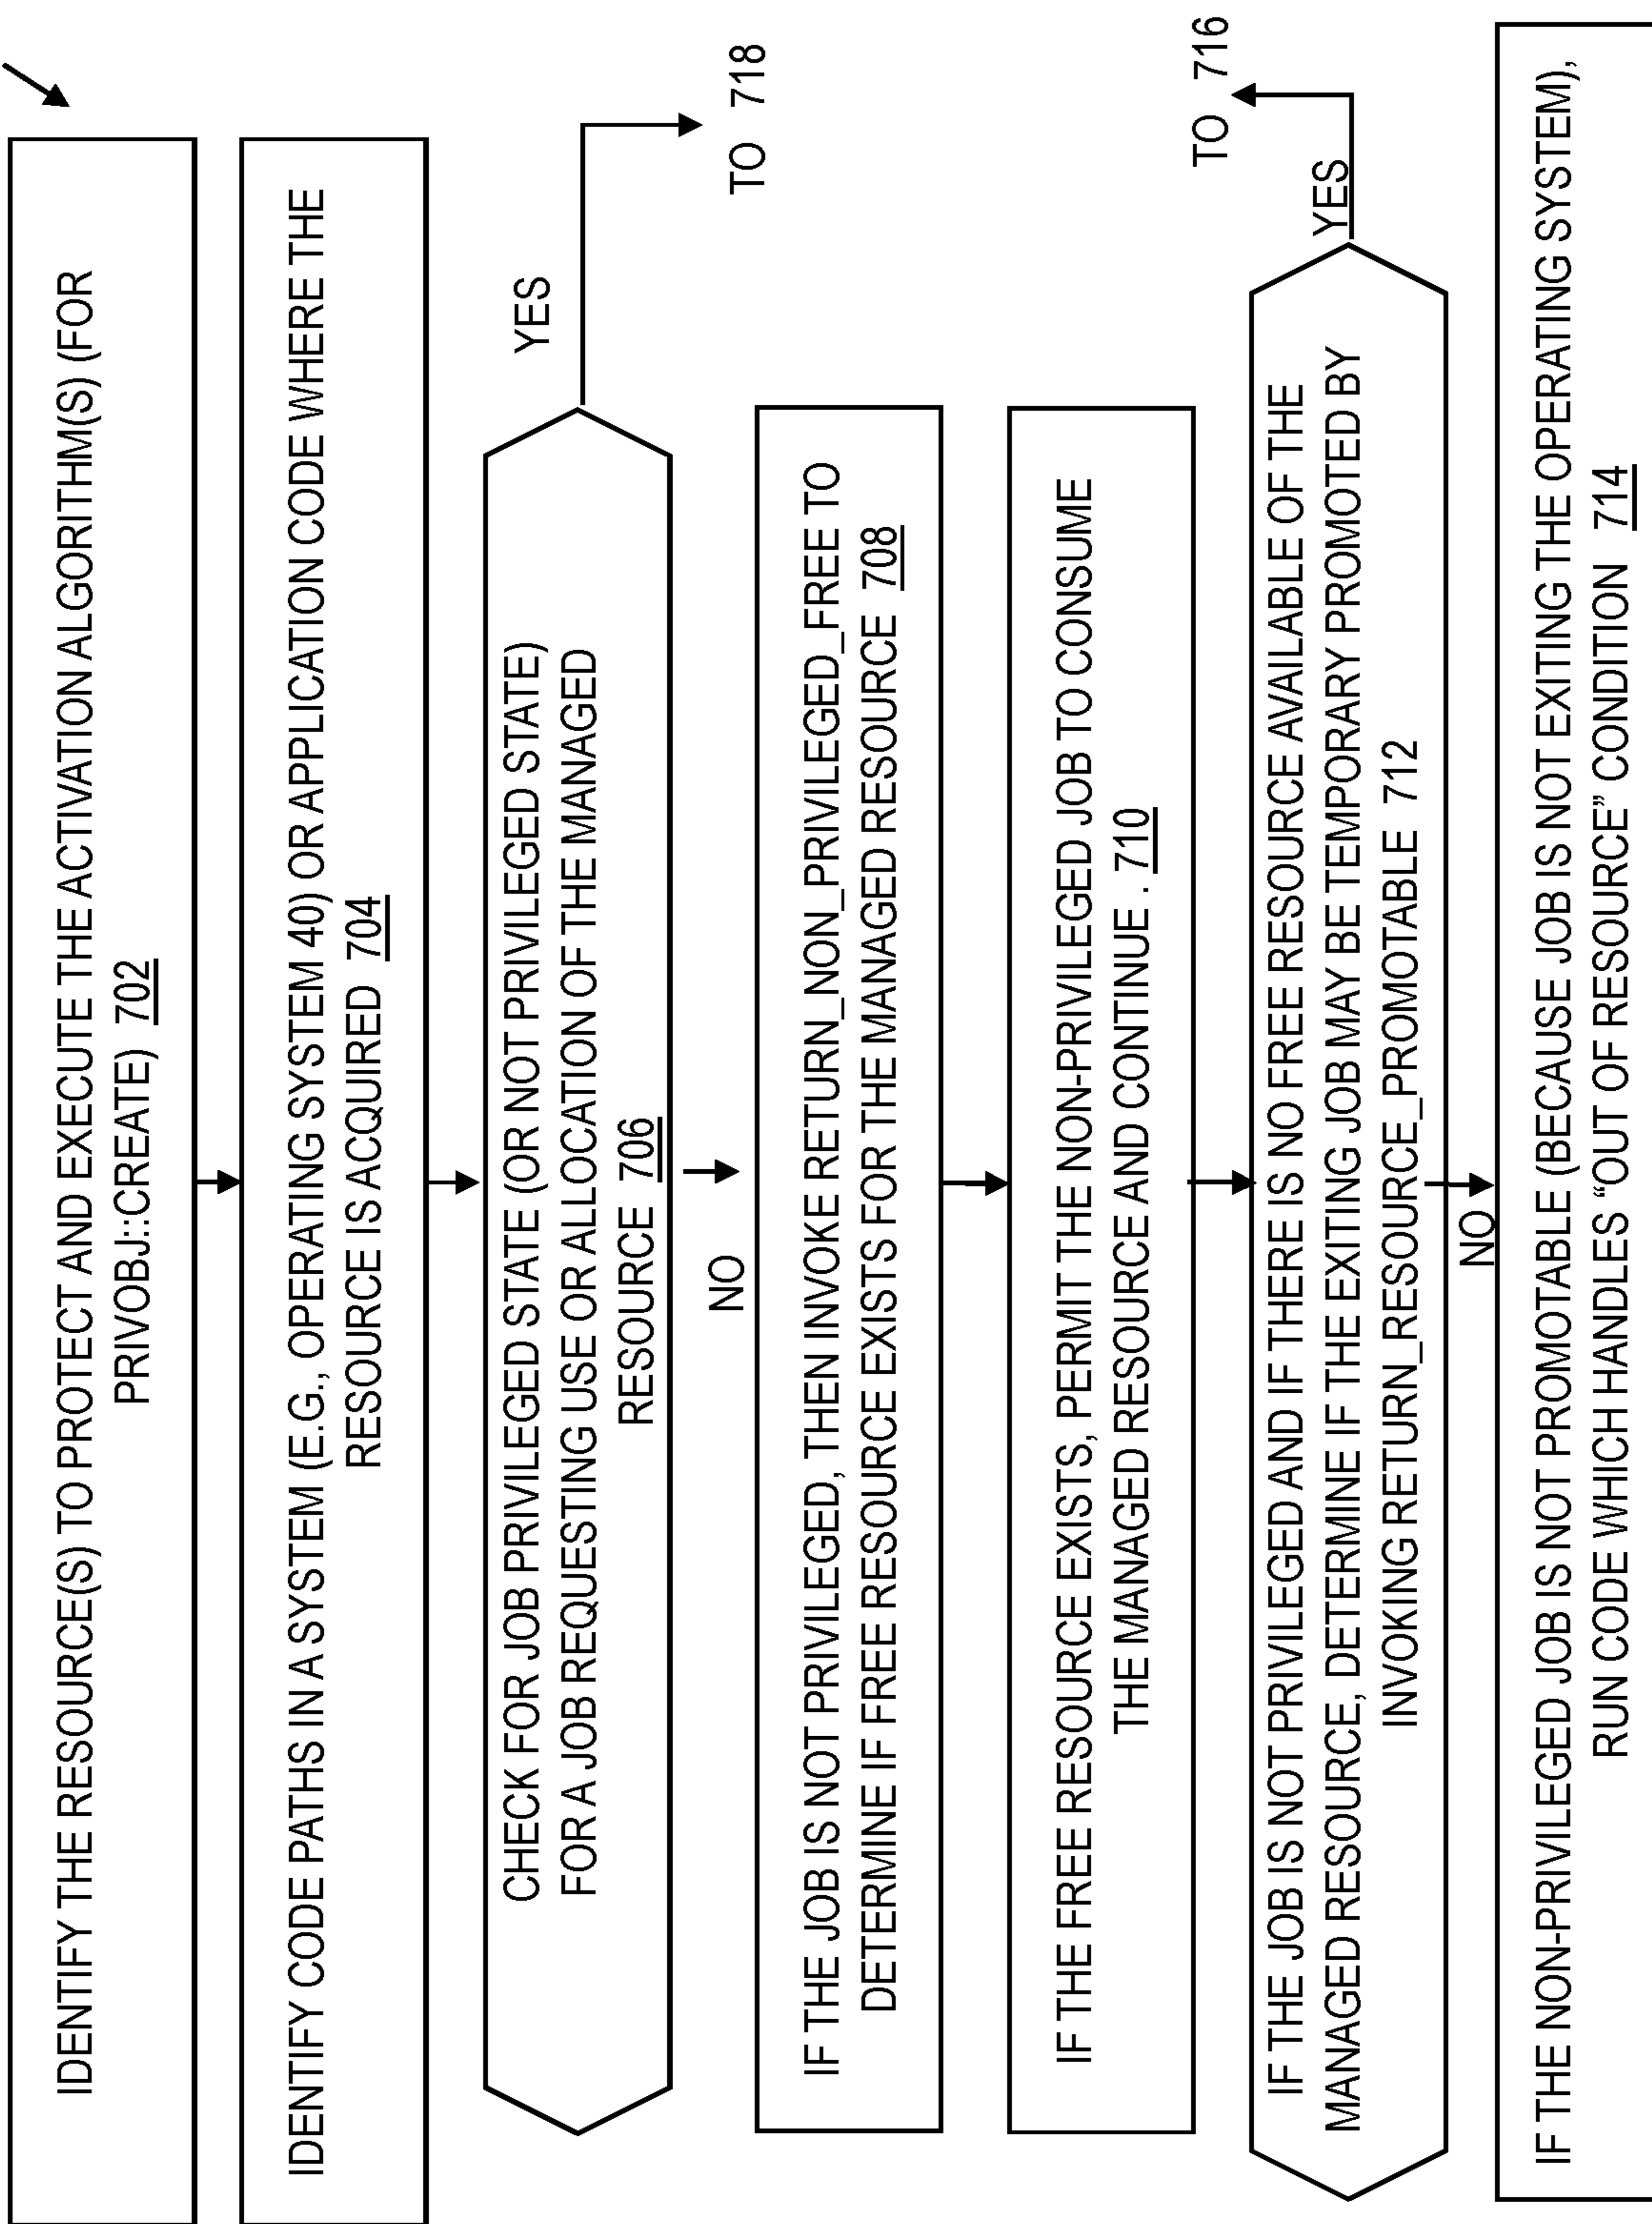 IDENTIFY THE RESOURCE(S) TO PROTECT AND EXECUTE THE ACTIVATION ALGORITHM(S) (FOR
PRIVOBJ::CREATE) 702
IDENTIFY CODE PATHS IN A SYSTEM (E.G., OPERATING SYSTEM 40) OR APPLICATION CODE WHERE THE
RESOURCE IS ACQUIRED 704
CHECK FOR JOB PRIVILEGED STATE (OR NOT PRIVILEGED STATE)
FOR A JOB REQUESTING USE OR ALLOCATION OF THE MANAGED
RESOURCE 706
YES
TO 718
NO
IF THE JOB IS NOT PRIVILEGED, THEN INVOKE RETURN_NON_PRIVILEGED_FREE TO
DETERMINE IF FREE RESOURCE EXISTS FOR THE MANAGED RESOURCE 708
IF THE FREE RESOURCE EXISTS, PERMIT THE NON-PRIVILEGED JOB TO CONSUME
THE MANAGED RESOURCE AND CONTINUE . 710
IF THE JOB IS NOT PRIVILEGED AND IF THERE IS NO FREE RESOURCE AVAILABLE OF THE
MANAGED RESOURCE, DETERMINE IF THE EXITING JOB MAY BE TEMPORARY PROMOTED BY
INVOKING RETURN_RESOURCE_PROMOTABLE 712
YES
TO 716
NO
IF THE NON-PRIVILEGED JOB IS NOT PROMOTABLE (BECAUSE JOB IS NOT EXITING THE OPERATING SYSTEM),
RUN CODE WHICH HANDLES “OUT OF RESOURCE” CONDITION 714